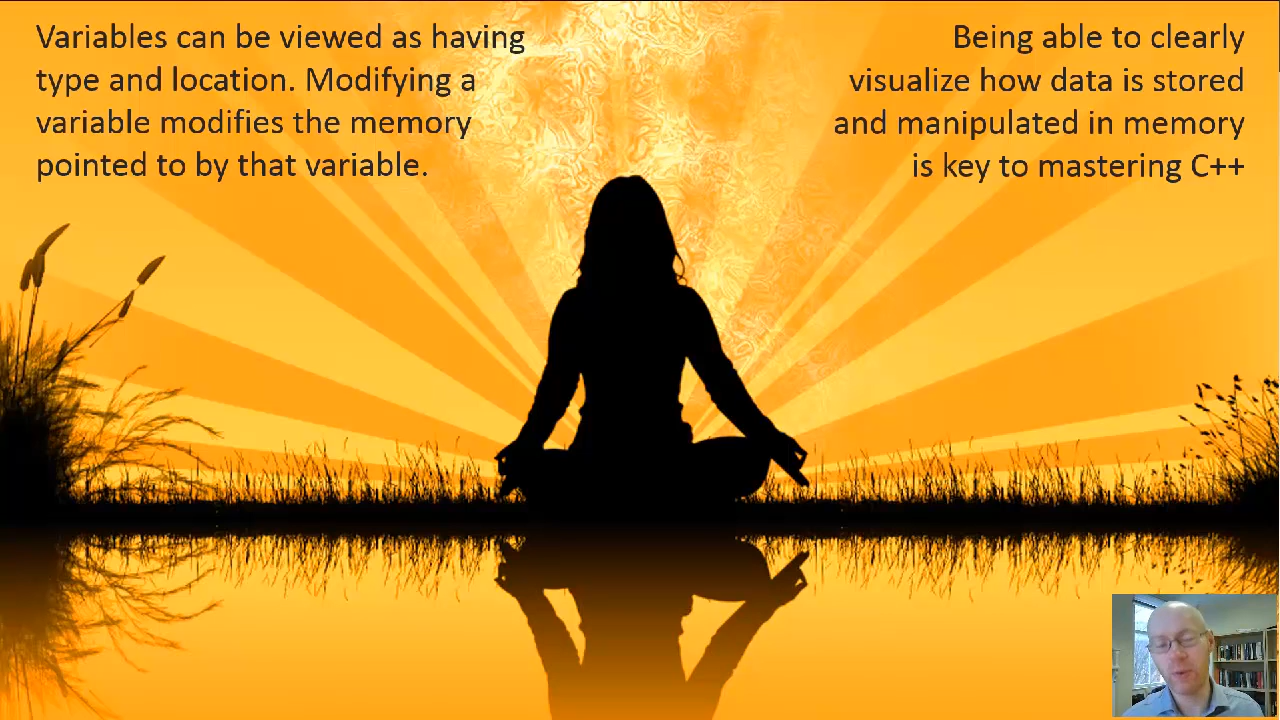 Variables can be viewed as having
type and location. Modifying a
variable modifies the memory
pointed to by that variable.
Being able to clearly
visualize how data is stored
and manipulated in memory
is key to mastering C++